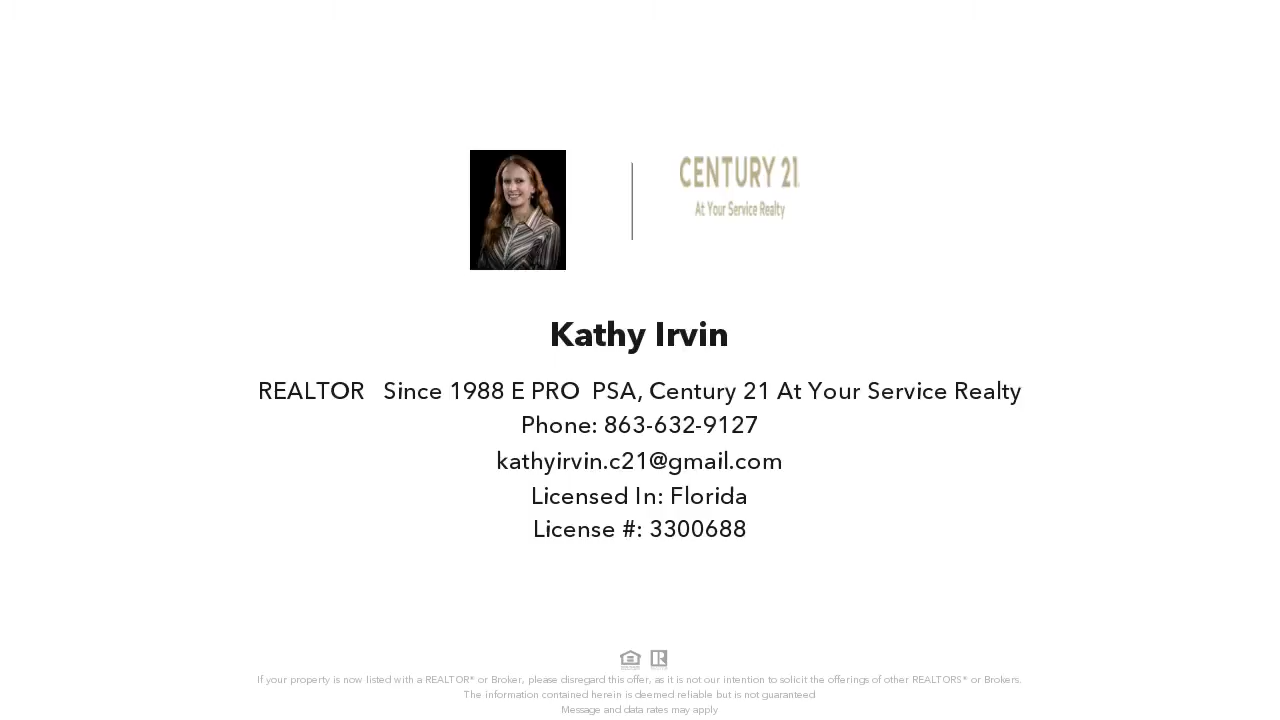 CENTURY 21
At Your Service Realty
Kathy Irvin
REALTOR   Since 1988 E PRO  PSA, Century 21 At Your Service Realty
Phone: 863-632-9127
kathyirvin.c21@gmail.com
Licensed In: Florida
License #: 3300688
If your property is now listed with a REALTOR® or Broker, please disregard this offer, as it is not our intention to solicit the offerings of other REALTORS® or Brokers.
The information contained herein is deemed reliable but is not guaranteed
Message and data rates may apply